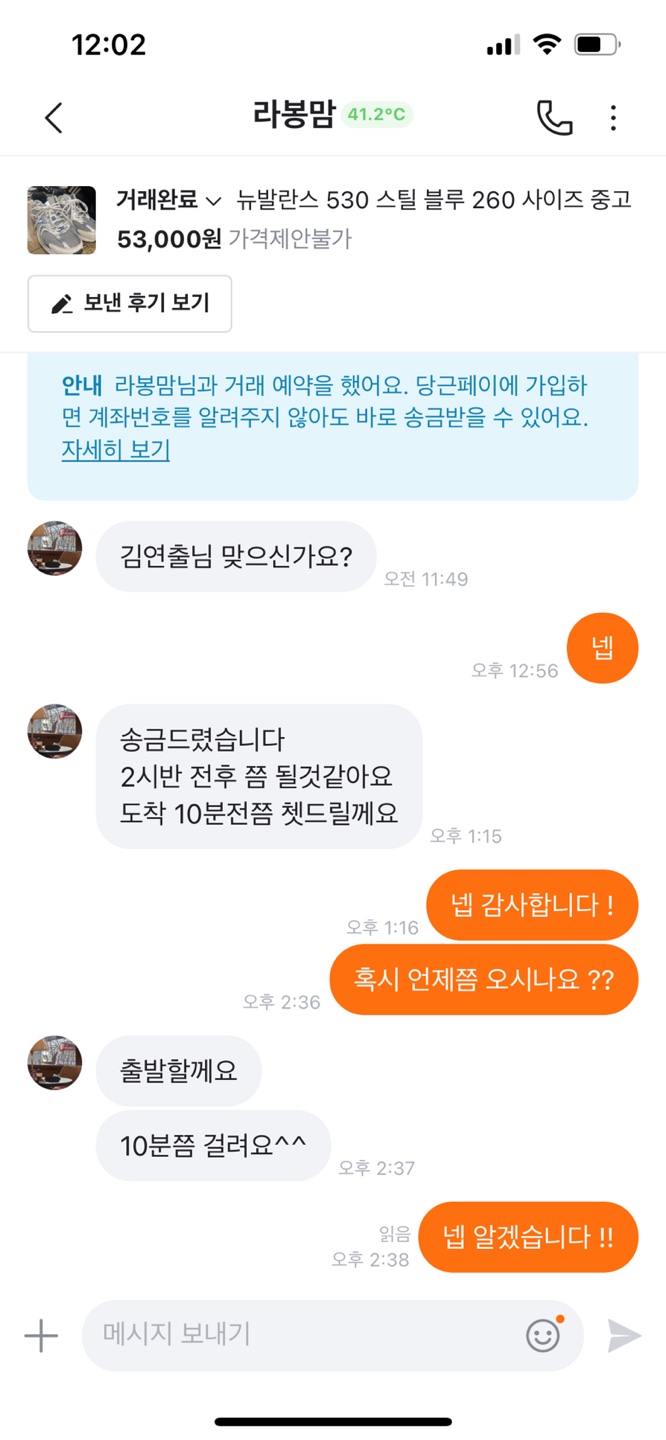 12:02
라봉맘 41.2°C
거래완료 뉴발란스 530 스틸 블루 260 사이즈 중고
53,000원 가격제안불가
보낸 후기 보기
안내 라봉맘님과 거래 예약을 했어요. 당근페이에 가입하
면 계좌번호를 알려주지 않아도 바로 송금받을 수 있어요.
자세히 보기
김연출님 맞으신가요?
오전 11:49
넵
오후 12:56
송금드렸습니다
2시반 전후 쯤 될것같아요
도착 10분전쯤 쳇드릴께요
오후 1:15
넵 감사합니다 !
오후 1:16
혹시 언제쯤 오시나요 ??
오후 2:36
출발할께요
10분쯤 걸려요^^
오후 2:37
넵 알겠습니다 !!
읽음
오후 2:38
메시지 보내기